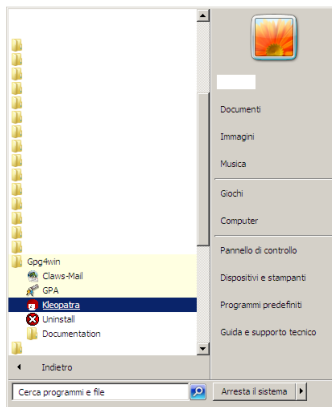 Gpg4win
Claws-Mail
GPA
Kleopatra
Uninstall
Documentation
Indietro
Cerca programmi e file
Documenti
Immagini
Musica
Giochi
Computer
Pannello di controllo
Dispositivi e stampanti
Programmi predefiniti
Guida e supporto tecnico
Arresta il sistema